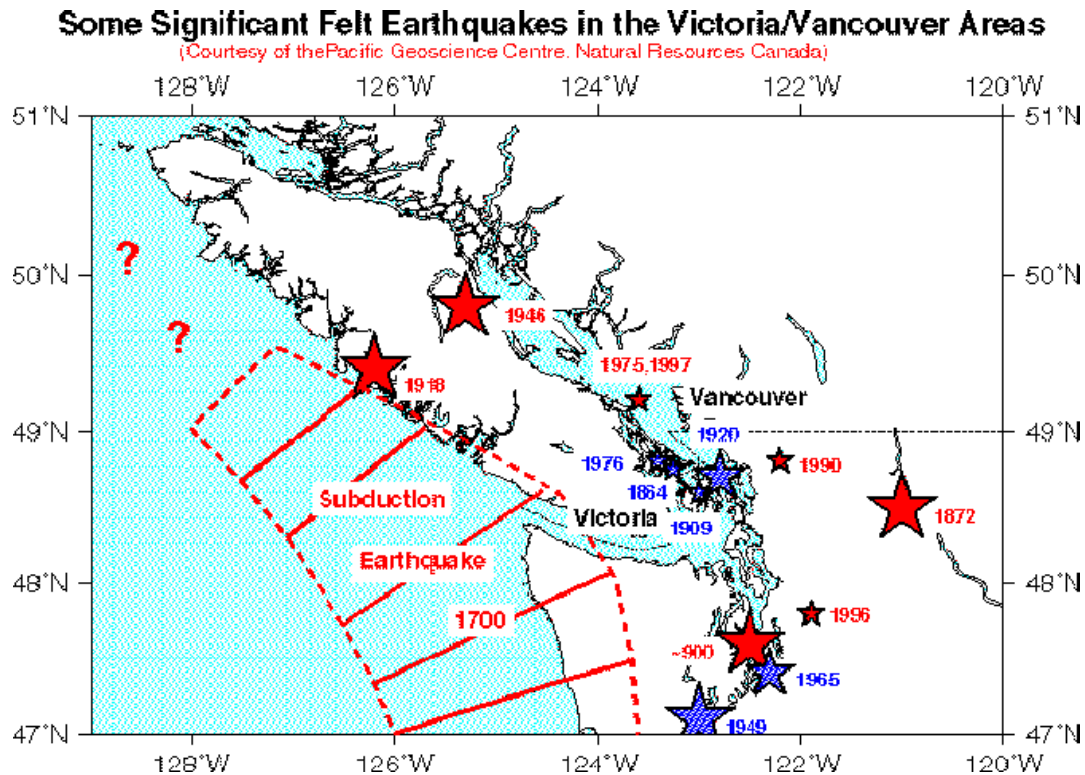 Some Significant Felt Earthquakes in the Victoria/Vancouver Areas
(Courtesy of thePacific Geoscience Centre. Natural Resources Canada)
128°W 126°W 124°W 122°W 120°W
51°N 51°N
?
50°N 50°N
1946
?
1975,1997
1918
Vancouver
49°N 1920 49°N
1976 1990
1864
Subduction
Victoria 1909 1872
Earthquake
48°N 48°N
1700 1996
~900
1965
1949
47°N 47°N
128°W 126°W 124°W 122°W 120°W